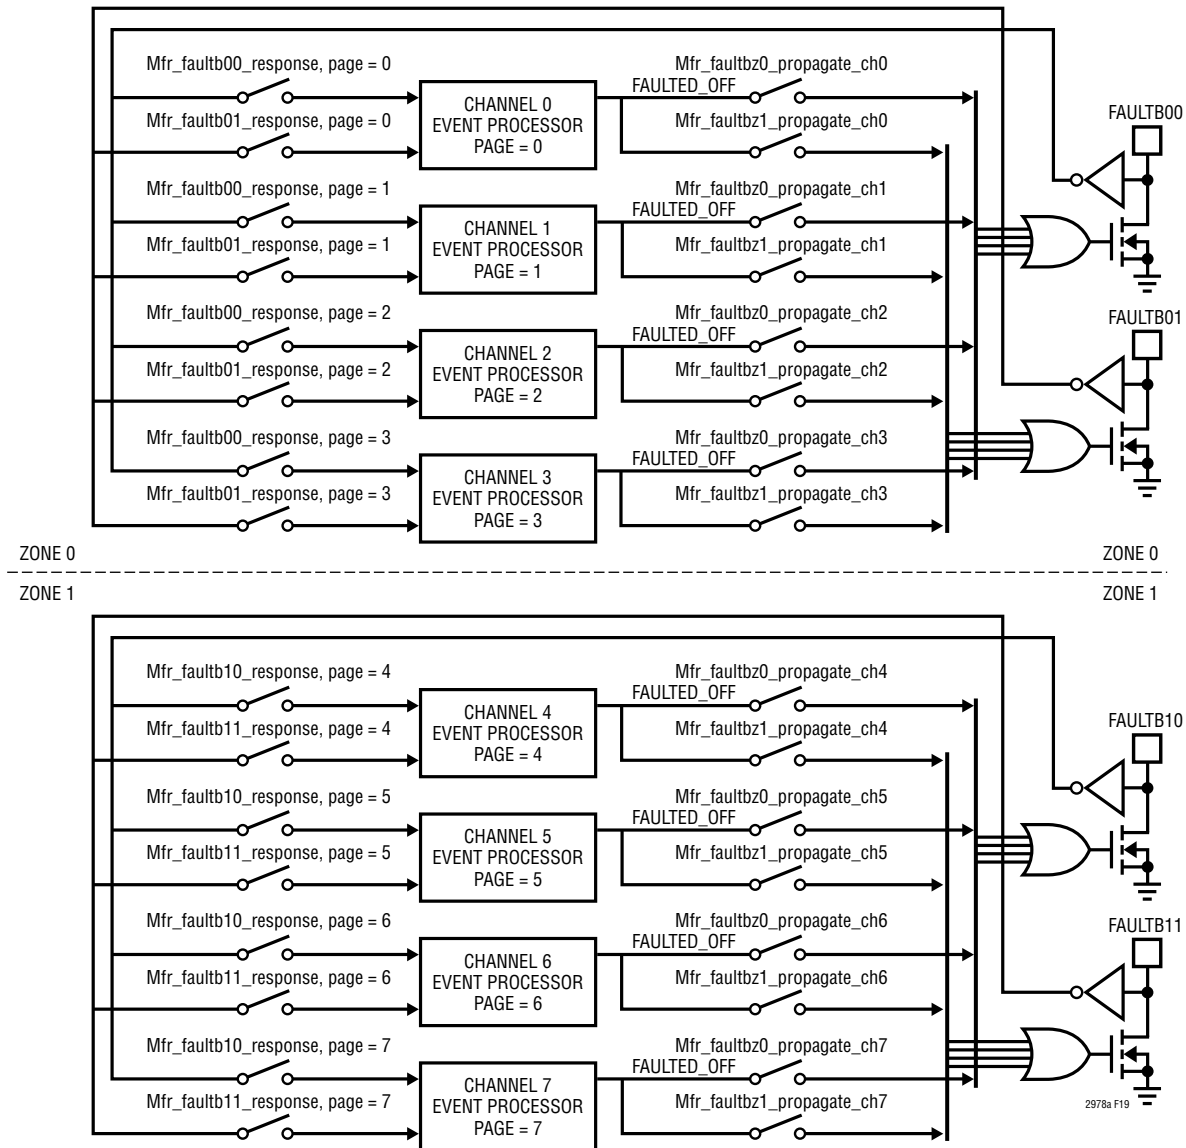 Mfr_faultb00_response, page = 0
Mfr_faultbz0_propagate_ch0
FAULTED_OFF
CHANNEL 0
EVENT PROCESSOR
PAGE = 0
Mfr_faultb01_response, page = 0
Mfr_faultbz1_propagate_ch0
FAULTB00
Mfr_faultb00_response, page = 1
Mfr_faultbz0_propagate_ch1
FAULTED_OFF
CHANNEL 1
EVENT PROCESSOR
PAGE = 1
Mfr_faultb01_response, page = 1
Mfr_faultbz1_propagate_ch1
Mfr_faultb00_response, page = 2
Mfr_faultbz0_propagate_ch2
FAULTED_OFF
FAULTB01
CHANNEL 2
EVENT PROCESSOR
PAGE = 2
Mfr_faultb01_response, page = 2
Mfr_faultbz1_propagate_ch2
Mfr_faultb00_response, page = 3
Mfr_faultbz0_propagate_ch3
FAULTED_OFF
CHANNEL 3
EVENT PROCESSOR
PAGE = 3
Mfr_faultb01_response, page = 3
Mfr_faultbz1_propagate_ch3
ZONE 0
ZONE 0
ZONE 1
ZONE 1
Mfr_faultb10_response, page = 4
Mfr_faultbz0_propagate_ch4
FAULTED_OFF
CHANNEL 4
EVENT PROCESSOR
PAGE = 4
Mfr_faultb11_response, page = 4
Mfr_faultbz1_propagate_ch4
FAULTB10
Mfr_faultb10_response, page = 5
Mfr_faultbz0_propagate_ch5
FAULTED_OFF
CHANNEL 5
EVENT PROCESSOR
PAGE = 5
Mfr_faultb11_response, page = 5
Mfr_faultbz1_propagate_ch5
Mfr_faultb10_response, page = 6
Mfr_faultbz0_propagate_ch6
FAULTED_OFF
FAULTB11
CHANNEL 6
EVENT PROCESSOR
PAGE = 6
Mfr_faultb11_response, page = 6
Mfr_faultbz1_propagate_ch6
Mfr_faultb10_response, page = 7
Mfr_faultbz0_propagate_ch7
FAULTED_OFF
CHANNEL 7
EVENT PROCESSOR
PAGE = 7
Mfr_faultb11_response, page = 7
Mfr_faultbz1_propagate_ch7
2978a F19